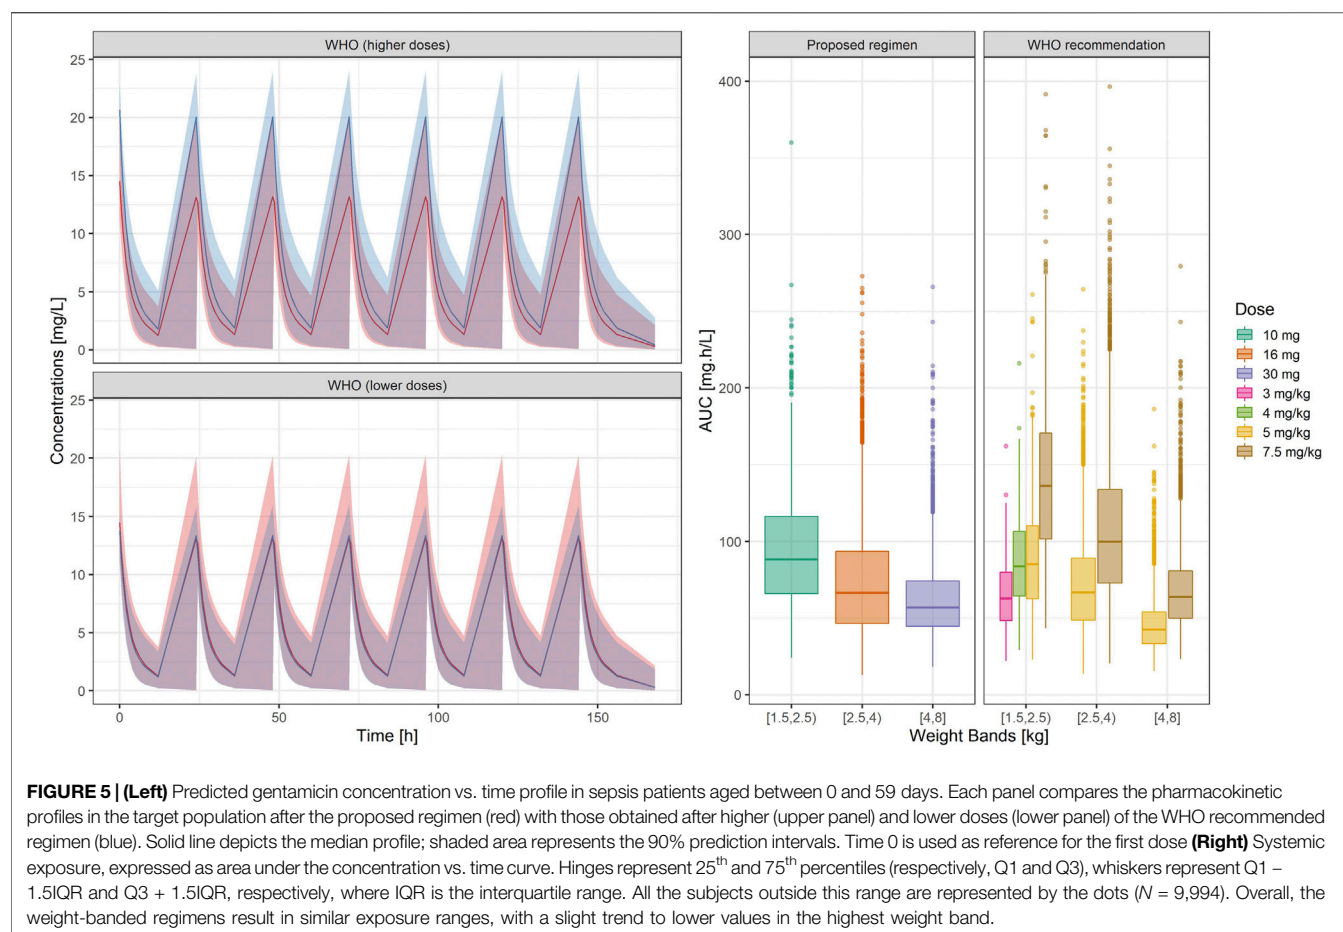 WHO (higher doses)
25
20
15
10
5
0
WHO (lower doses)
25
20
15
10
5
0
Concentrations [mg/L]
0 50 100 150
Time [h]
Proposed regimen WHO recommendation
400
300
200
100
0
AUC [mg.h/L]
[1.5,2.5) [2.5,4) [4,8] [1.5,2.5) [2.5,4) [4,8]
Weight Bands [kg]
Dose
10 mg
16 mg
30 mg
3 mg/kg
4 mg/kg
5 mg/kg
7.5 mg/kg
FIGURE 5 | (Left) Predicted gentamicin concentration vs. time profile in sepsis patients aged between 0 and 59 days. Each panel compares the pharmacokinetic
profiles in the target population after the proposed regimen (red) with those obtained after higher (upper panel) and lower doses (lower panel) of the WHO recommended
regimen (blue). Solid line depicts the median profile; shaded area represents the 90% prediction intervals. Time 0 is used as reference for the first dose (Right) Systemic
exposure, expressed as area under the concentration vs. time curve. Hinges represent 25th and 75th percentiles (respectively, Q1 and Q3), whiskers represent Q1 –
1.5IQR and Q3 + 1.5IQR, respectively, where IQR is the interquartile range. All the subjects outside this range are represented by the dots (N = 9,994). Overall, the
weight-banded regimens result in similar exposure ranges, with a slight trend to lower values in the highest weight band.